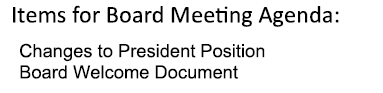 Items for Board Meeting Agenda:
Changes to President Position
Board Welcome Document